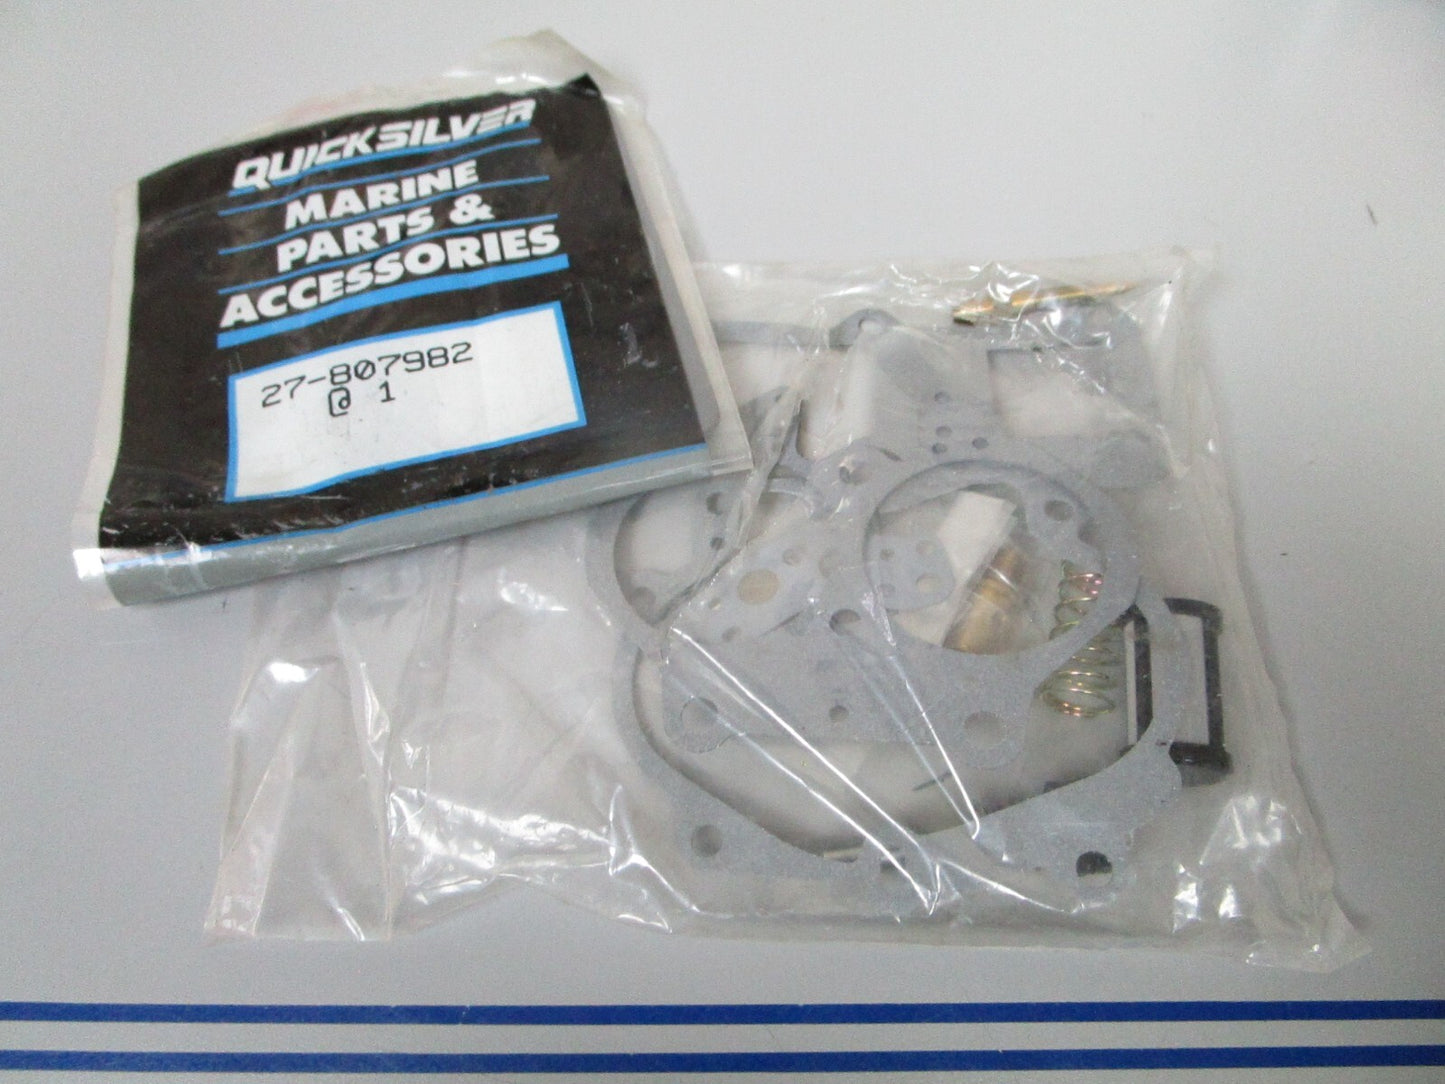 QUICKSILVER
MARINE
PARTS &
ACCESSORIES
27-807982
@ 1